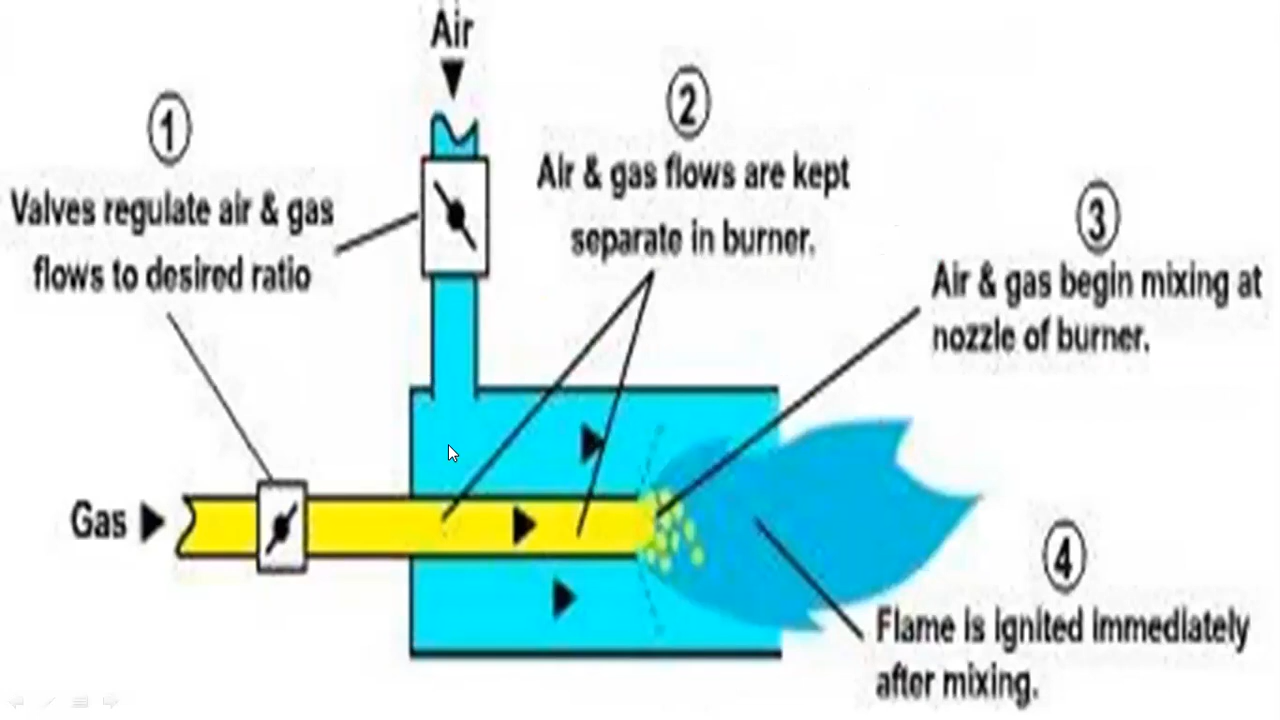 Air
1
Valves regulate air & gas
flows to desired ratio
2
Air & gas flows are kept
separate in burner.
3
Air & gas begin mixing at
nozzle of burner.
Gas
4
Flame is ignited immediately
after mixing.